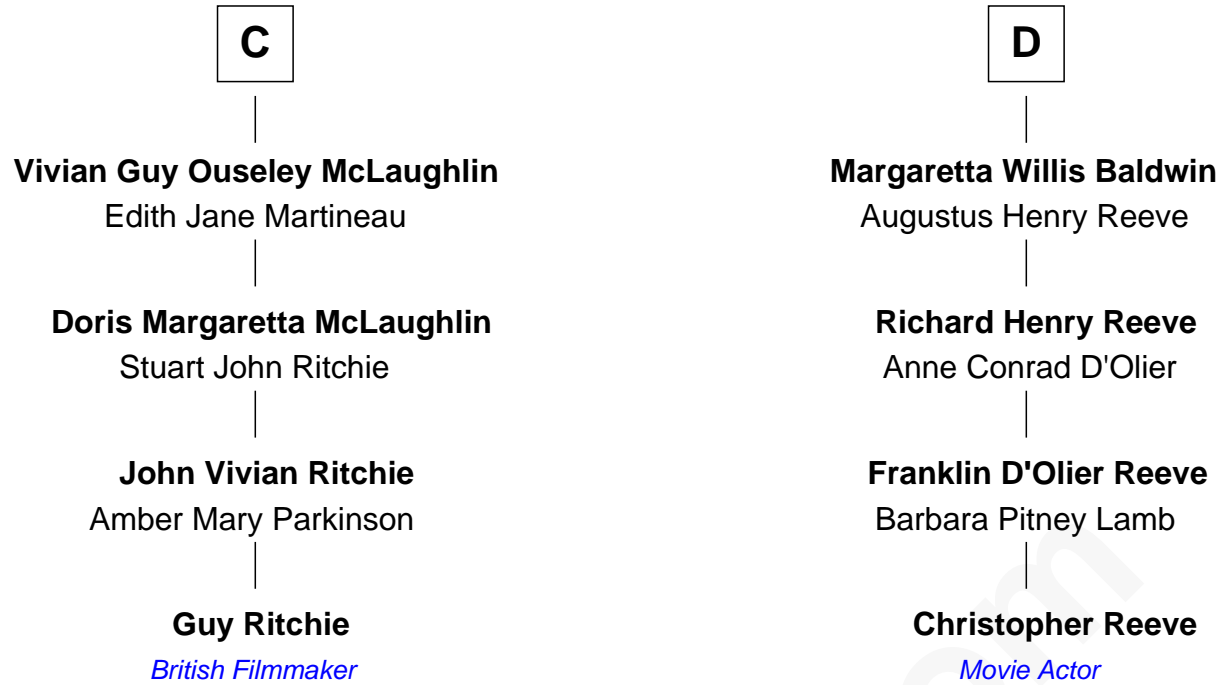 C
Vivian Guy Ouseley McLaughlin
Edith Jane Martineau
Doris Margaretta McLaughlin
Stuart John Ritchie
John Vivian Ritchie
Amber Mary Parkinson
Guy Ritchie
British Filmmaker
D
Margaretta Willis Baldwin
Augustus Henry Reeve
Richard Henry Reeve
Anne Conrad D'Olier
Franklin D'Olier Reeve
Barbara Pitney Lamb
Christopher Reeve
Movie Actor